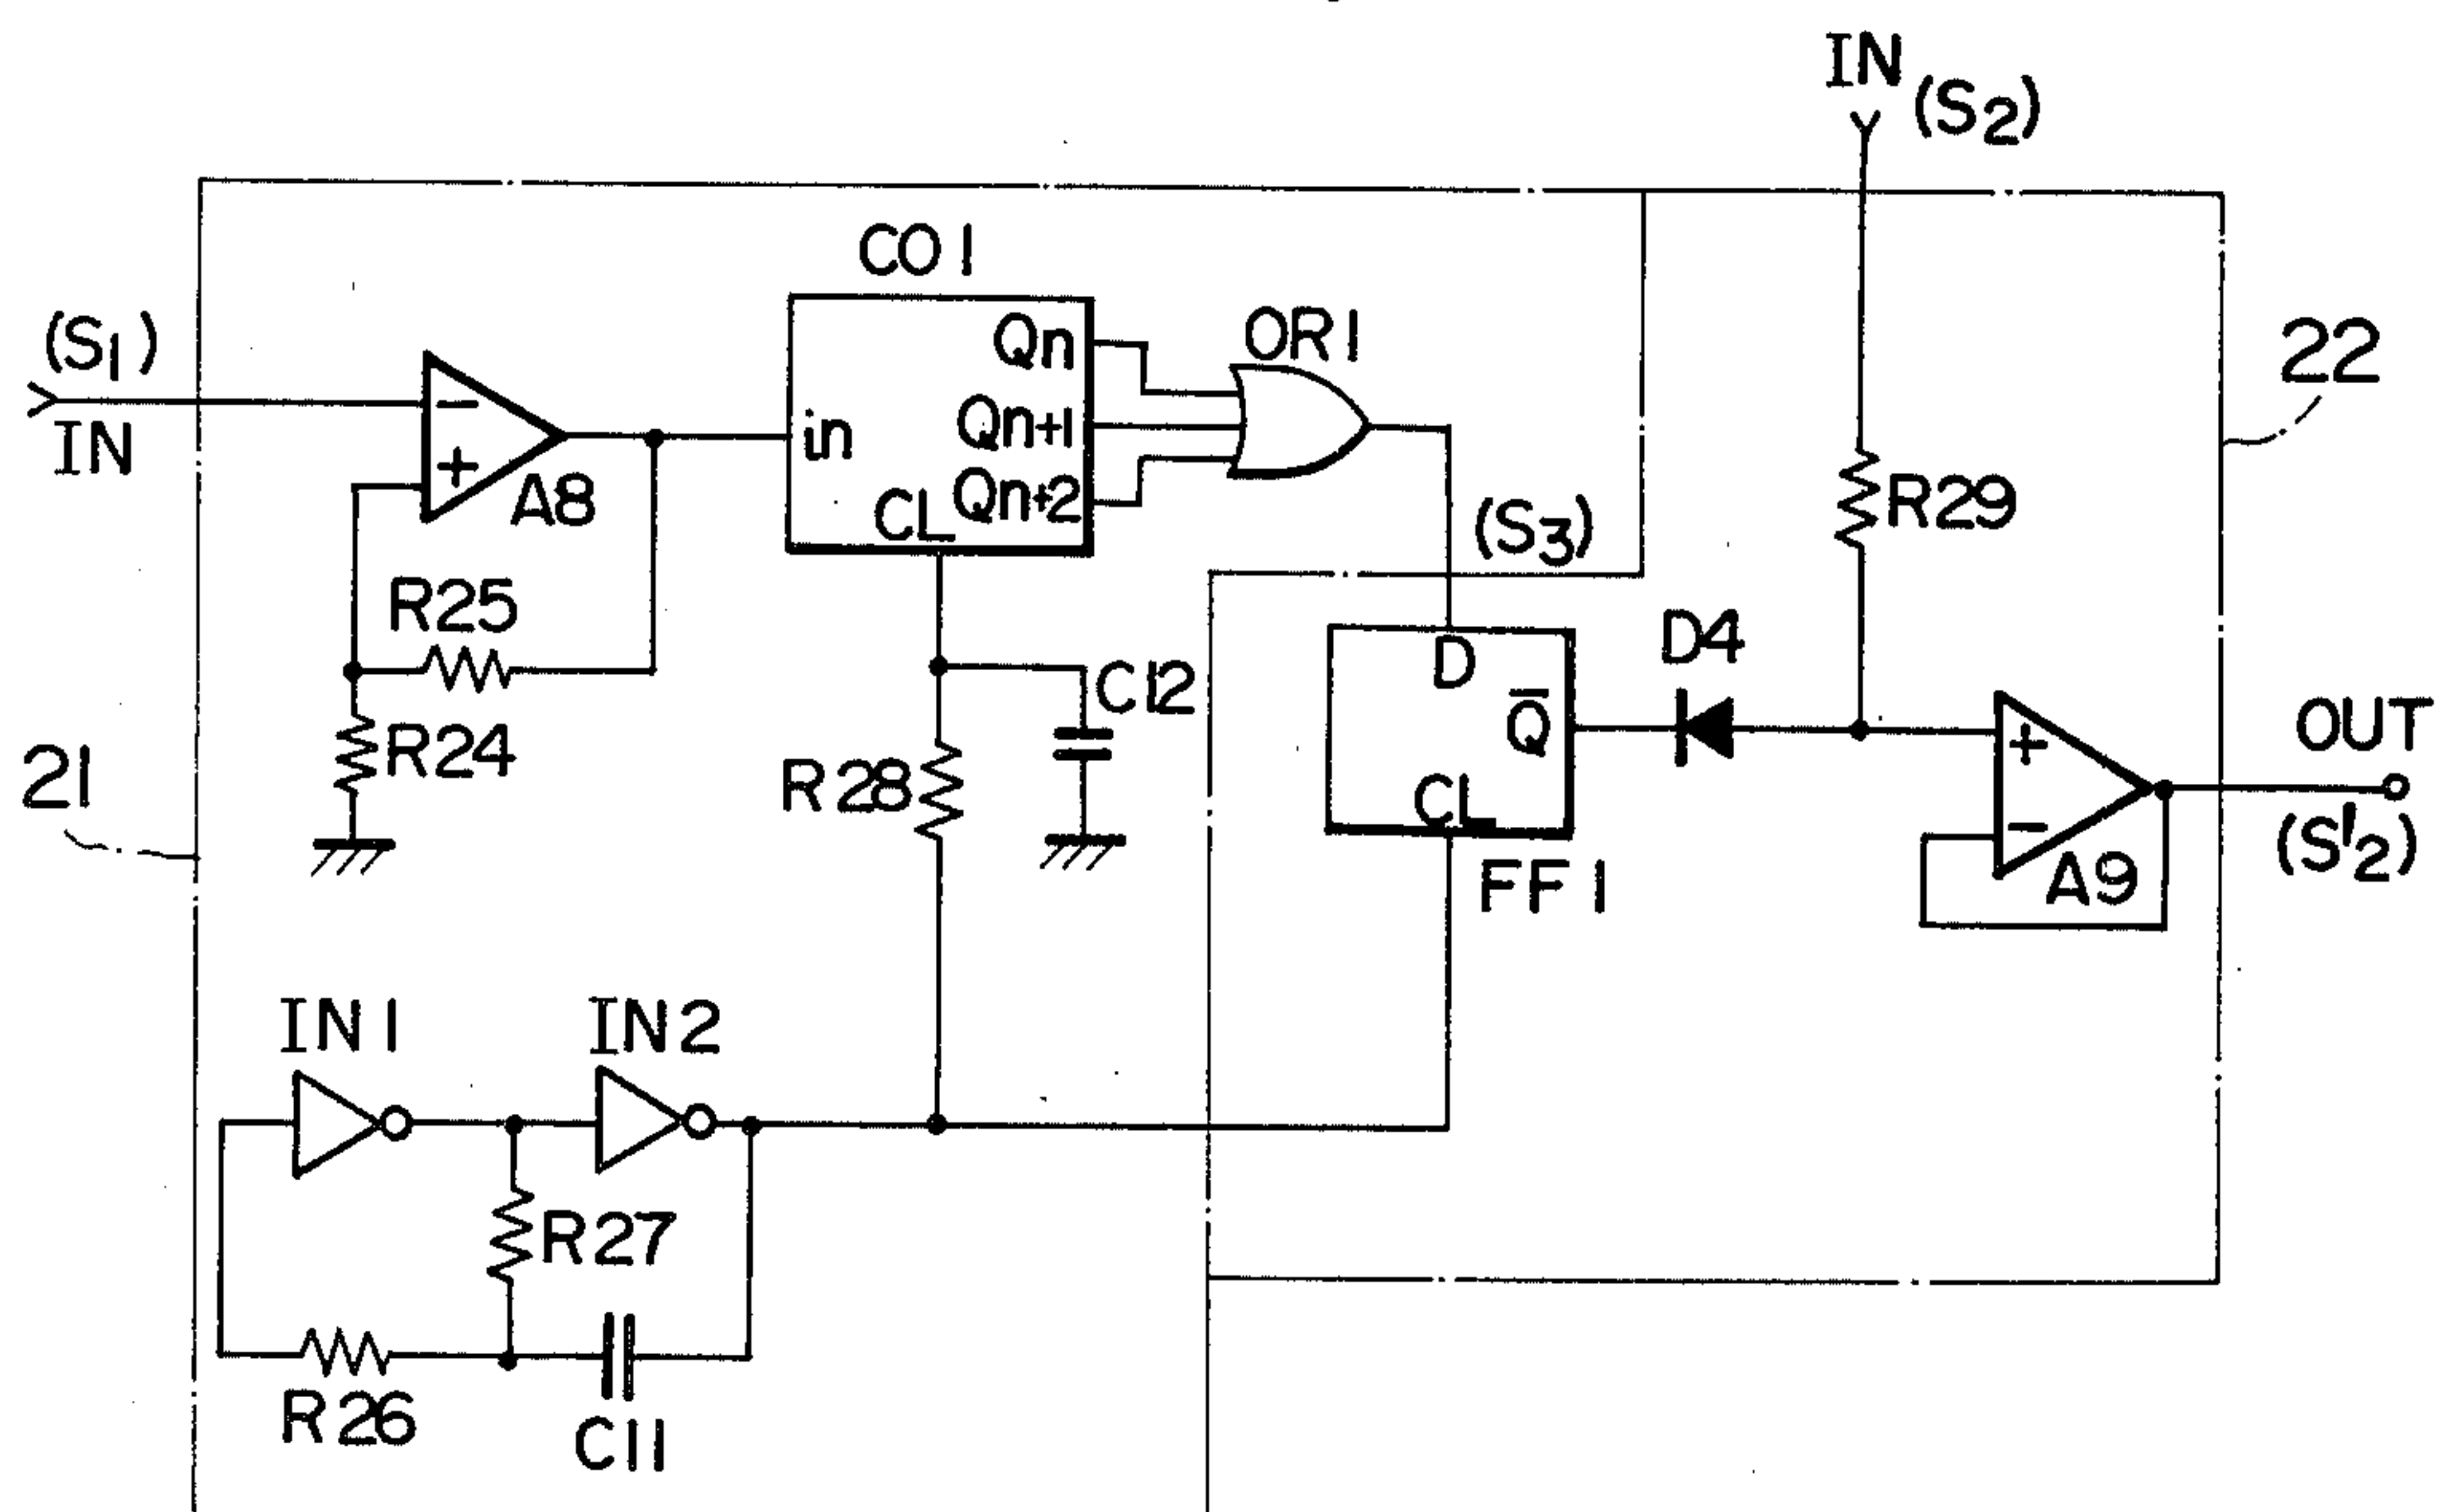 IN (S2)
CO1
(S1)
IN
-
+
A8
in
Qn
Qn+1
Qn+2
CL
OR1
(S3)
R29
22
R25
R24
21
R28
C12
D
Q̅
CL
FF1
D4
+
-
A9
OUT
(S'2)
IN1
IN2
R27
R26
C11